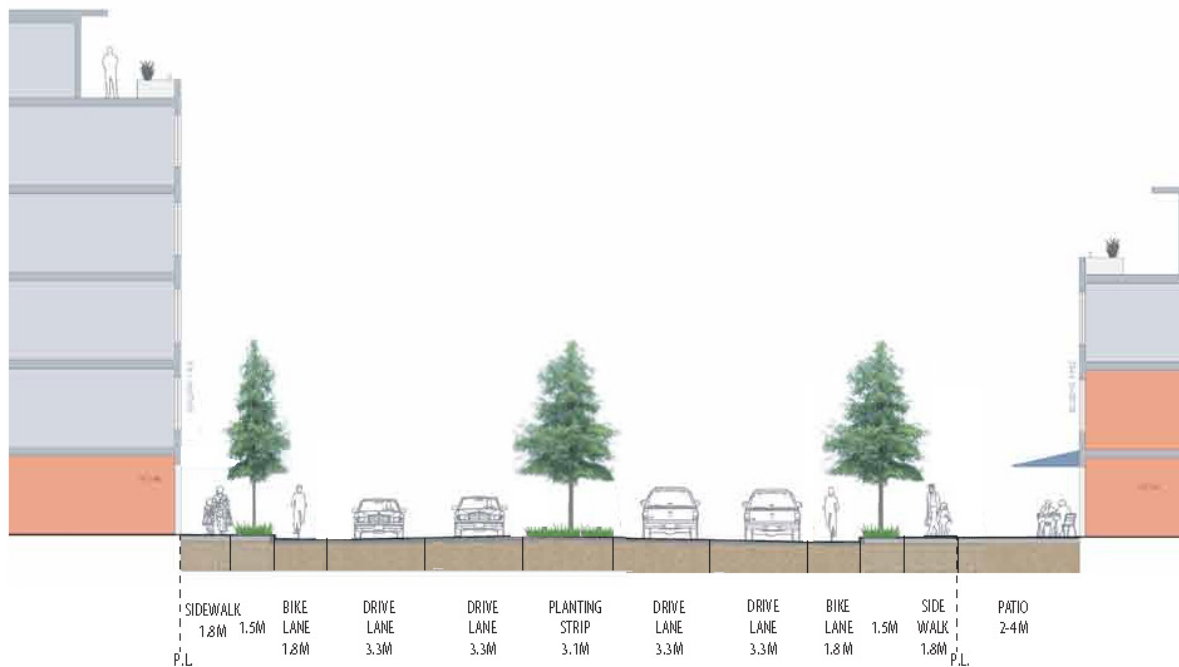 SIDEWALK
1.8M
1.5M
BIKE
LANE
1.8M
DRIVE
LANE
3.3M
DRIVE
LANE
3.3M
PLANTING
STRIP
3.1M
DRIVE
LANE
3.3M
DRIVE
LANE
3.3M
BIKE
LANE
1.8M
1.5M
SIDE
WALK
1.8M
PATIO
2-4M
P.L.
P.L.